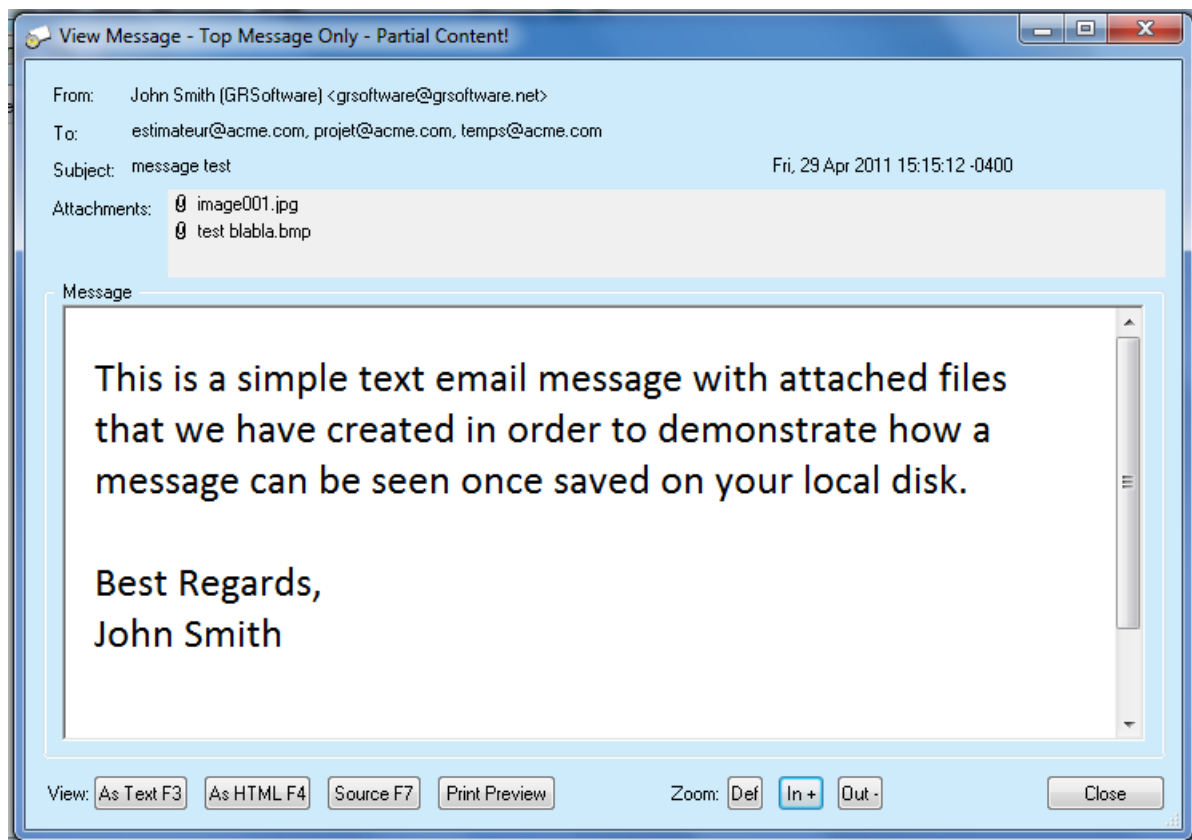 View Message - Top Message Only - Partial Content!
From: John Smith (GRSoftware) <grsoftware@grsoftware.net>
To: estimateur@acme.com, projet@acme.com, temps@acme.com
Subject: message test Fri, 29 Apr 2011 15:15:12 -0400
Attachments: image001.jpg
test blabla.bmp
Message
This is a simple text email message with attached files
that we have created in order to demonstrate how a
message can be seen once saved on your local disk.
Best Regards,
John Smith
View: As Text F3 As HTML F4 Source F7 Print Preview Zoom: Def In + Out - Close